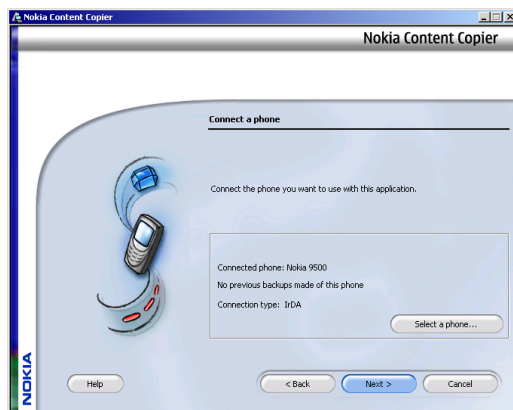 Nokia Content Copier
Nokia Content Copier
Connect a phone
Connect the phone you want to use with this application.
Connected phone: Nokia 9500
No previous backups made of this phone
Connection type: IrDA
Select a phone...
NOKIA
Help
< Back
Next >
Cancel